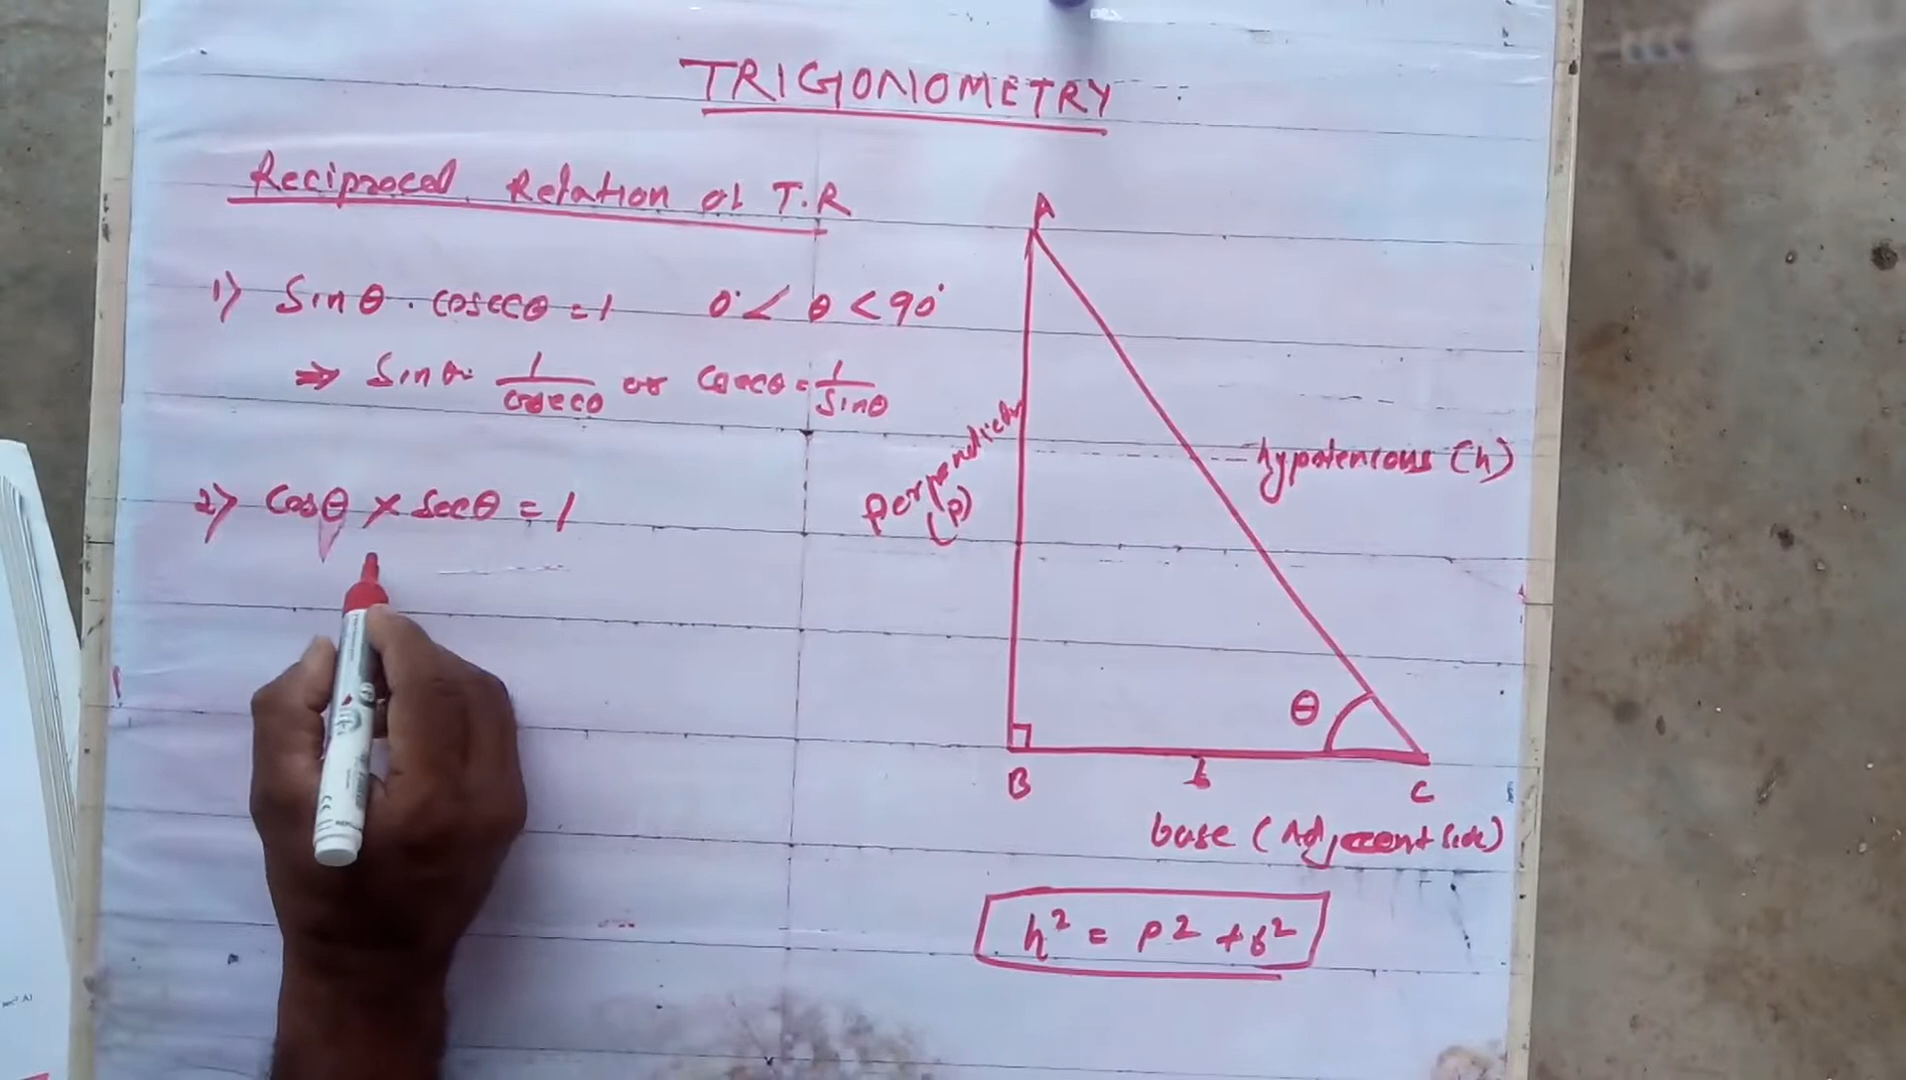 TRIGONOMETRY
Reciprocal Relation of T.R
1) Sinθ . cosecθ = 1 0° < θ < 90°
⇒ Sinθ = 1/cosecθ or Cosecθ = 1/Sinθ
2) Cosθ × Secθ = 1
A
perpendicular
(p)
hypotenious (h)
θ
B
b
C
base (Adjacent side)
h² = p² + b²